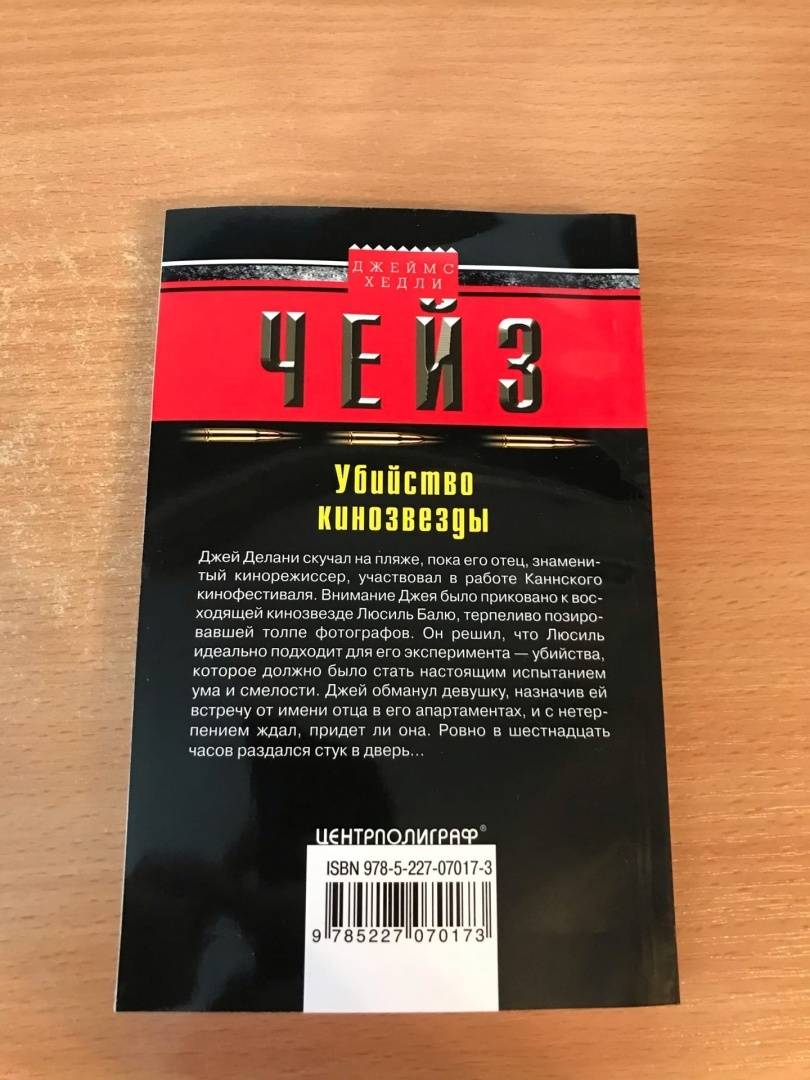 ДЖЕЙМС
ХЕДЛИ
ЧЕЙЗ
Убийство
кинозвезды
Джей Делани скучал на пляже, пока его отец, знамени-
тый кинорежиссер, участвовал в работе Каннского
кинофестиваля. Внимание Джея было приковано к вос-
ходящей кинозвезде Люсиль Балю, терпеливо позиро-
вавшей толпе фотографов. Он решил, что Люсиль
идеально подходит для его эксперимента — убийства,
которое должно было стать настоящим испытанием
ума и смелости. Джей обманул девушку, назначив ей
встречу от имени отца в его апартаментах, и с нетер-
пением ждал, придет ли она. Ровно в шестнадцать
часов раздался стук в дверь...
ЦЕНТРПОЛИГРАФ®
ISBN 978-5-227-07017-3
9 785227 070173